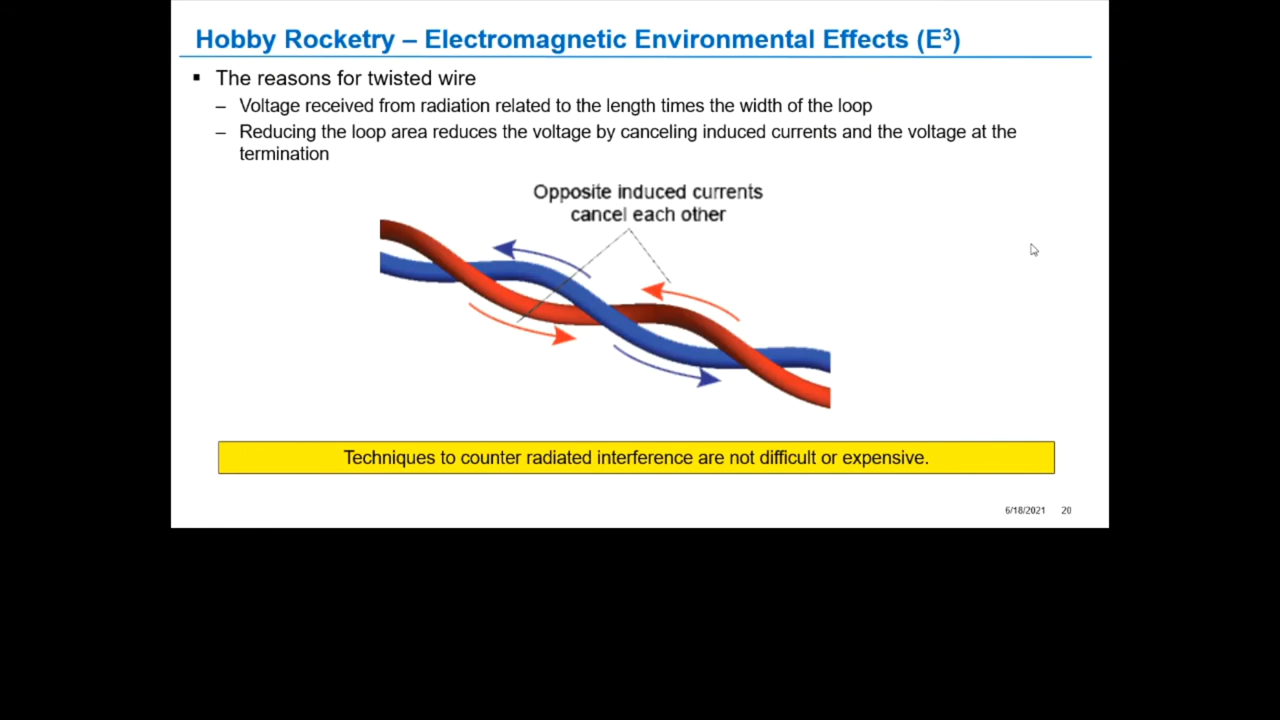 Hobby Rocketry – Electromagnetic Environmental Effects (E³)
▪ The reasons for twisted wire
– Voltage received from radiation related to the length times the width of the loop
– Reducing the loop area reduces the voltage by canceling induced currents and the voltage at the
termination
Opposite induced currents
cancel each other
Techniques to counter radiated interference are not difficult or expensive.
6/18/2021 20